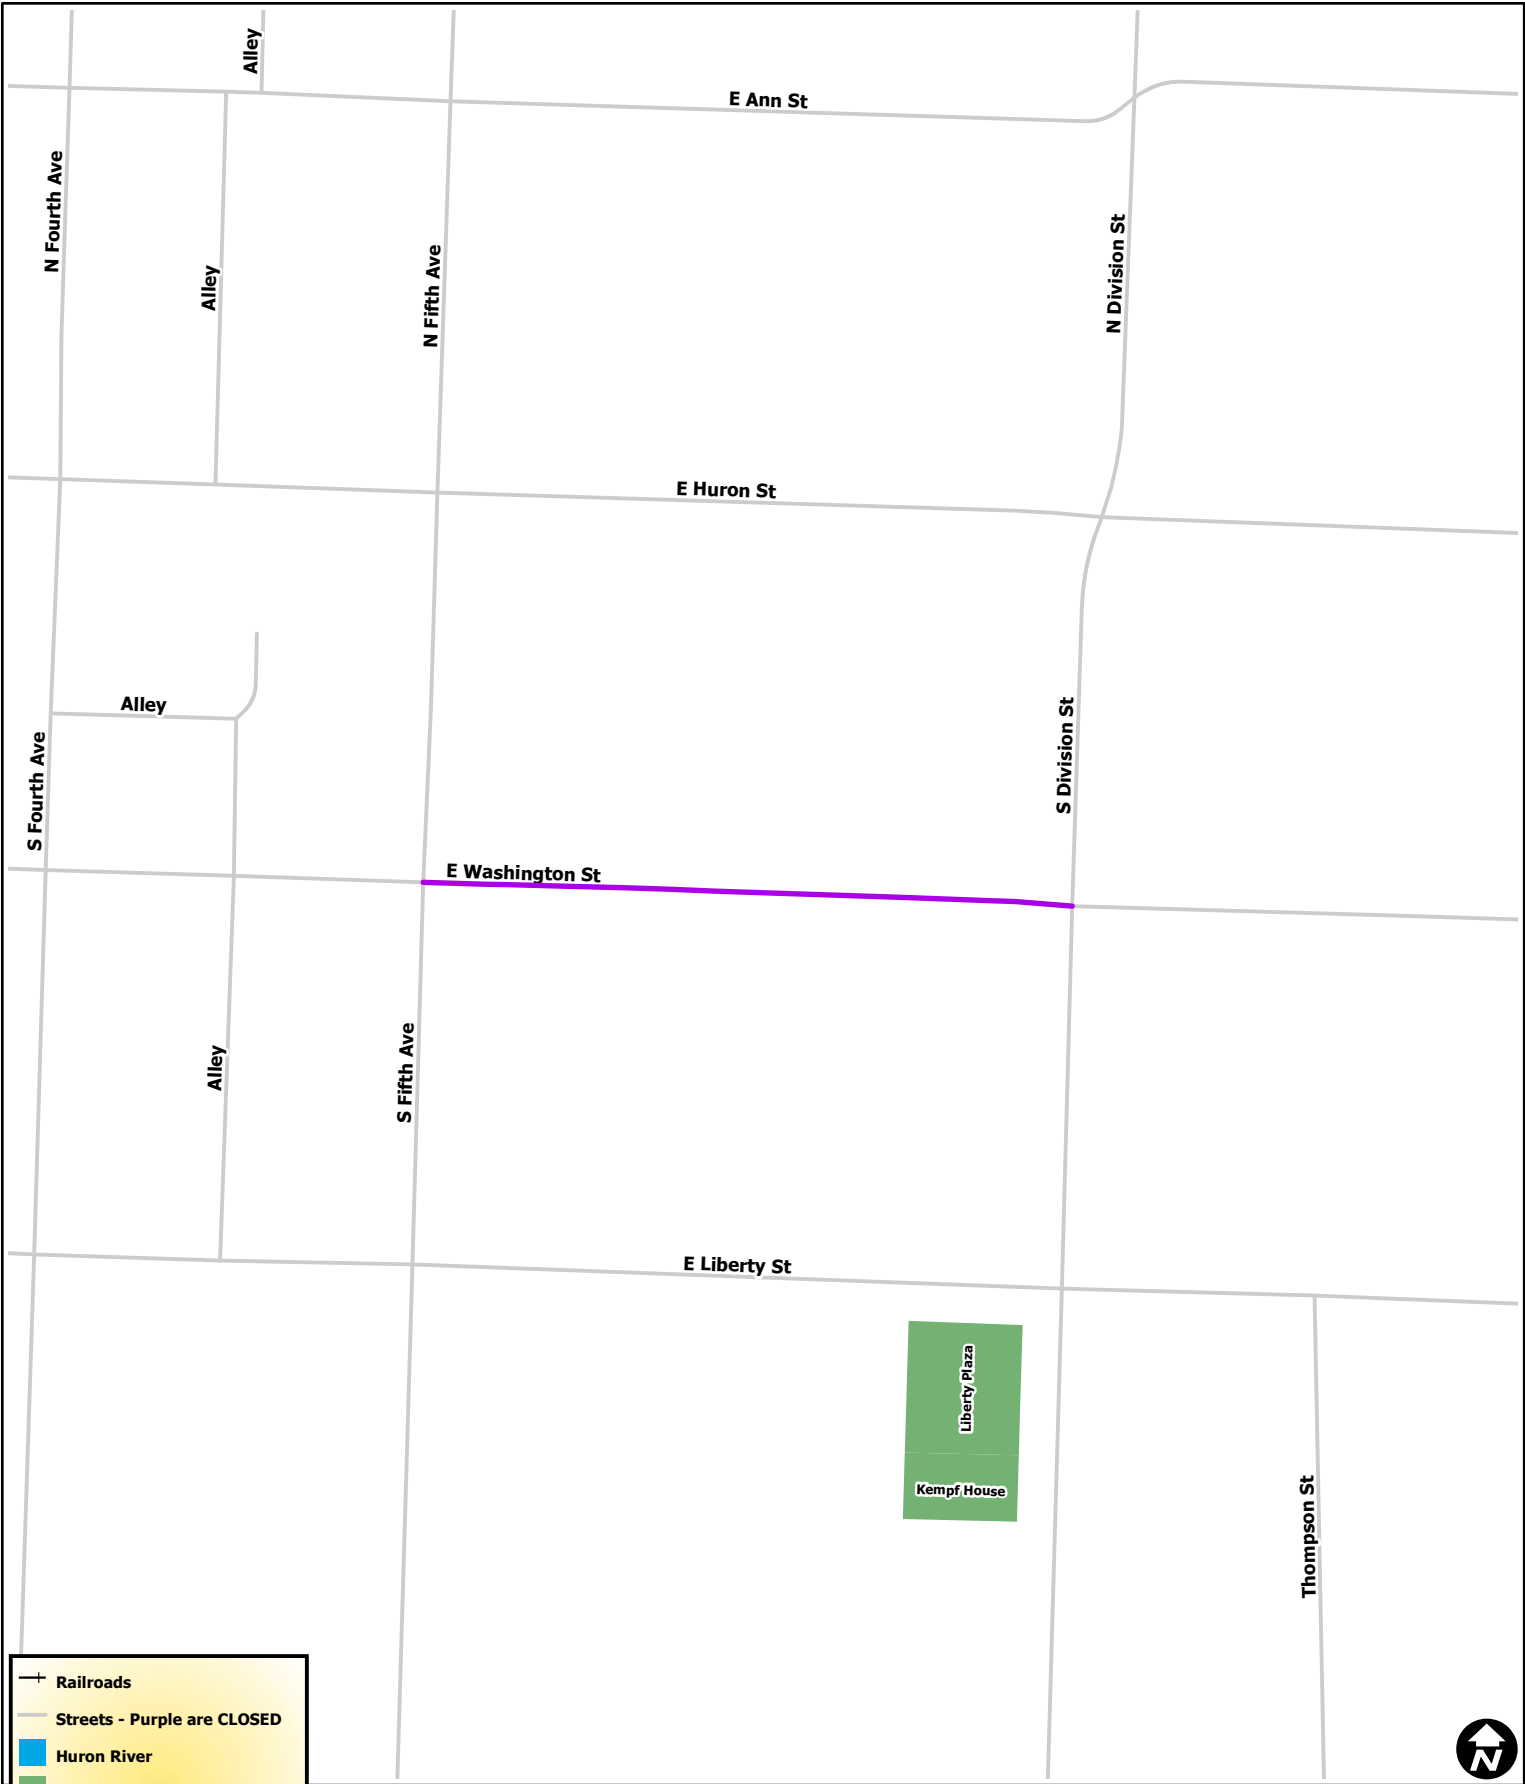 Alley
E Ann St
N Fourth Ave
Alley
N Fifth Ave
N Division St
E Huron St
Alley
S Fourth Ave
S Division St
E Washington St
Alley
S Fifth Ave
E Liberty St
Liberty Plaza
Kempf House
Thompson St
Railroads
Streets - Purple are CLOSED
Huron River
N